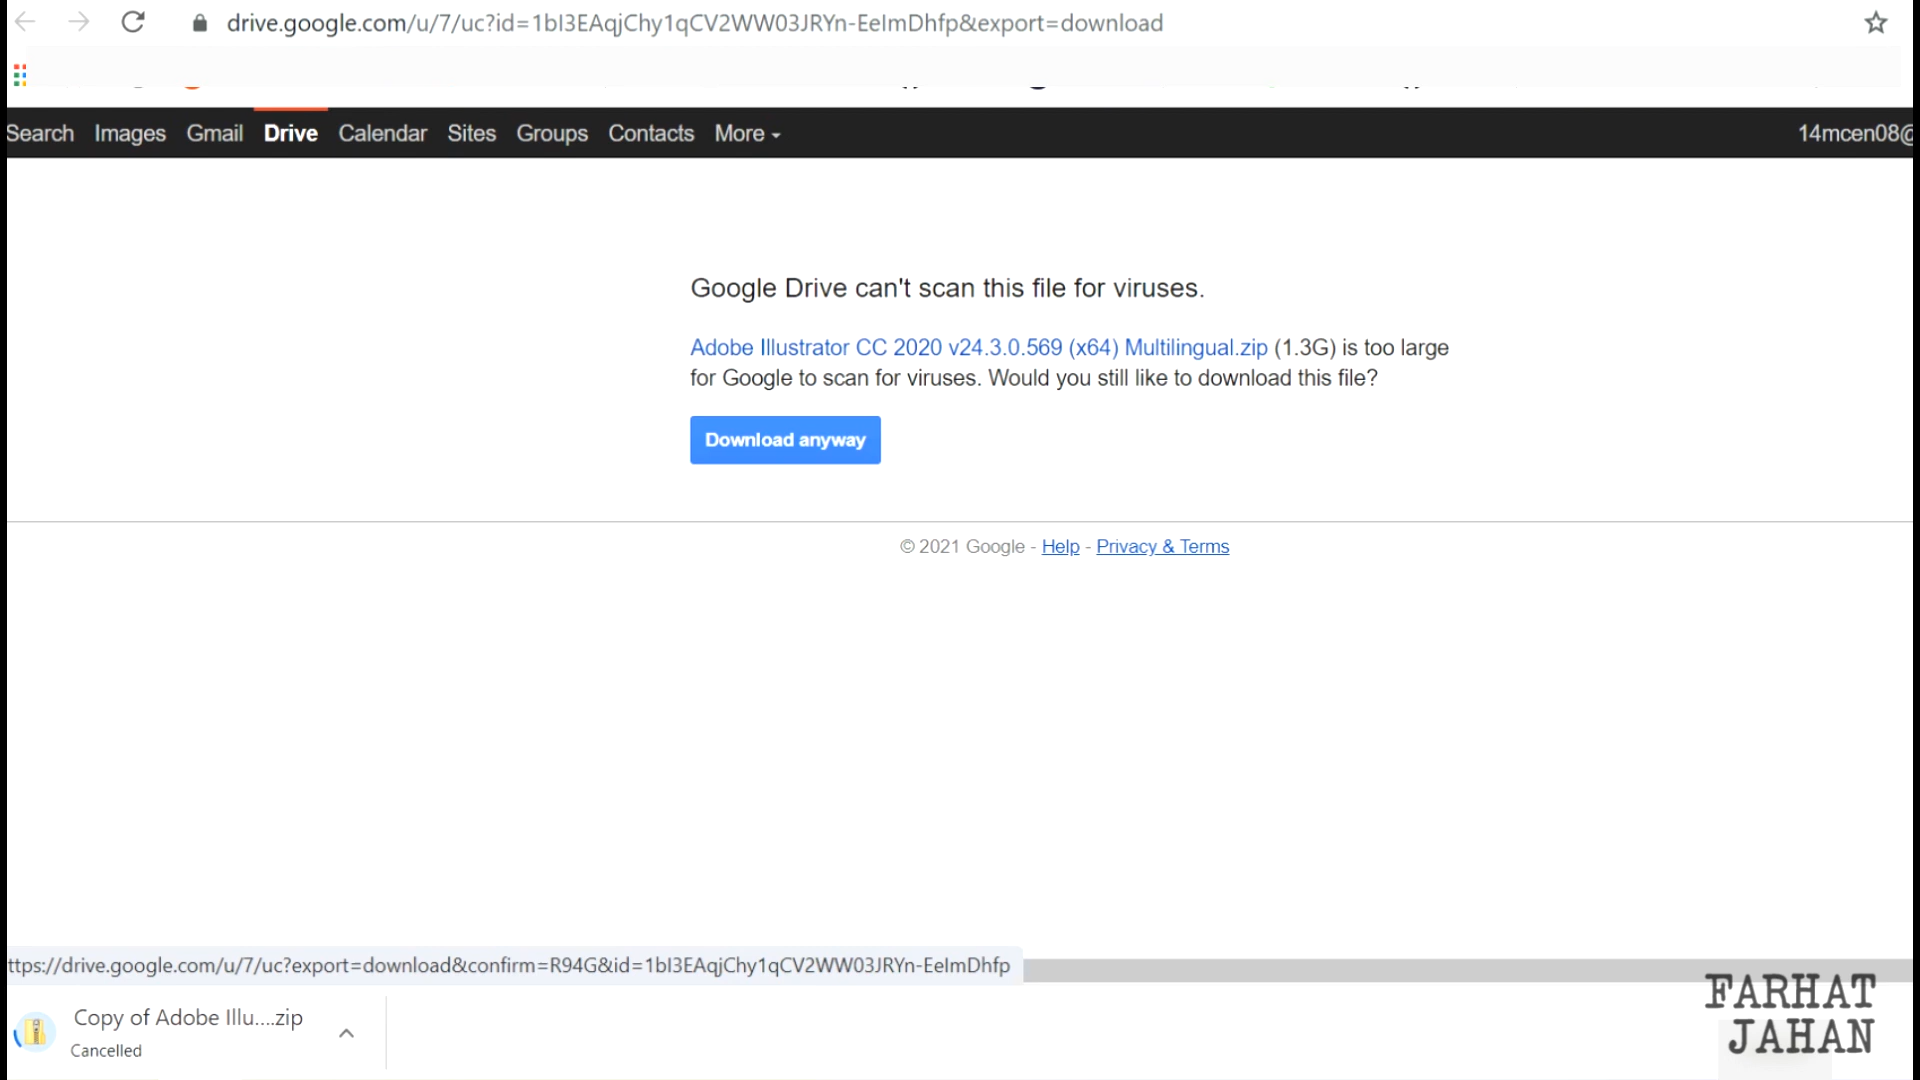 drive.google.com/u/7/uc?id=1bI3EAqjChy1qCV2WW03JRYn-EeImDhfp&export=download
Search Images Gmail Drive Calendar Sites Groups Contacts More 14mcen08@
Google Drive can't scan this file for viruses.
Adobe Illustrator CC 2020 v24.3.0.569 (x64) Multilingual.zip (1.3G) is too large
for Google to scan for viruses. Would you still like to download this file?
Download anyway
© 2021 Google - Help - Privacy & Terms
ttps://drive.google.com/u/7/uc?export=download&confirm=R94G&id=1bI3EAqjChy1qCV2WW03JRYn-EeImDhfp
Copy of Adobe Illu....zip
Cancelled
FARHAT
JAHAN